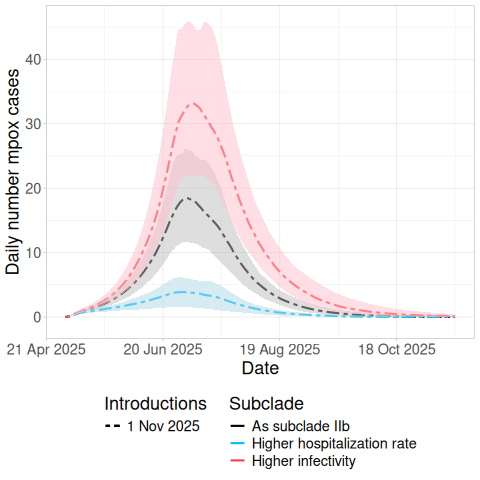 Daily number mpox cases
40
30
20
10
0
21 Apr 2025 20 Jun 2025 19 Aug 2025 18 Oct 2025
Date
Introductions Subclade
1 Nov 2025 As subclade IIb
Higher hospitalization rate
Higher infectivity